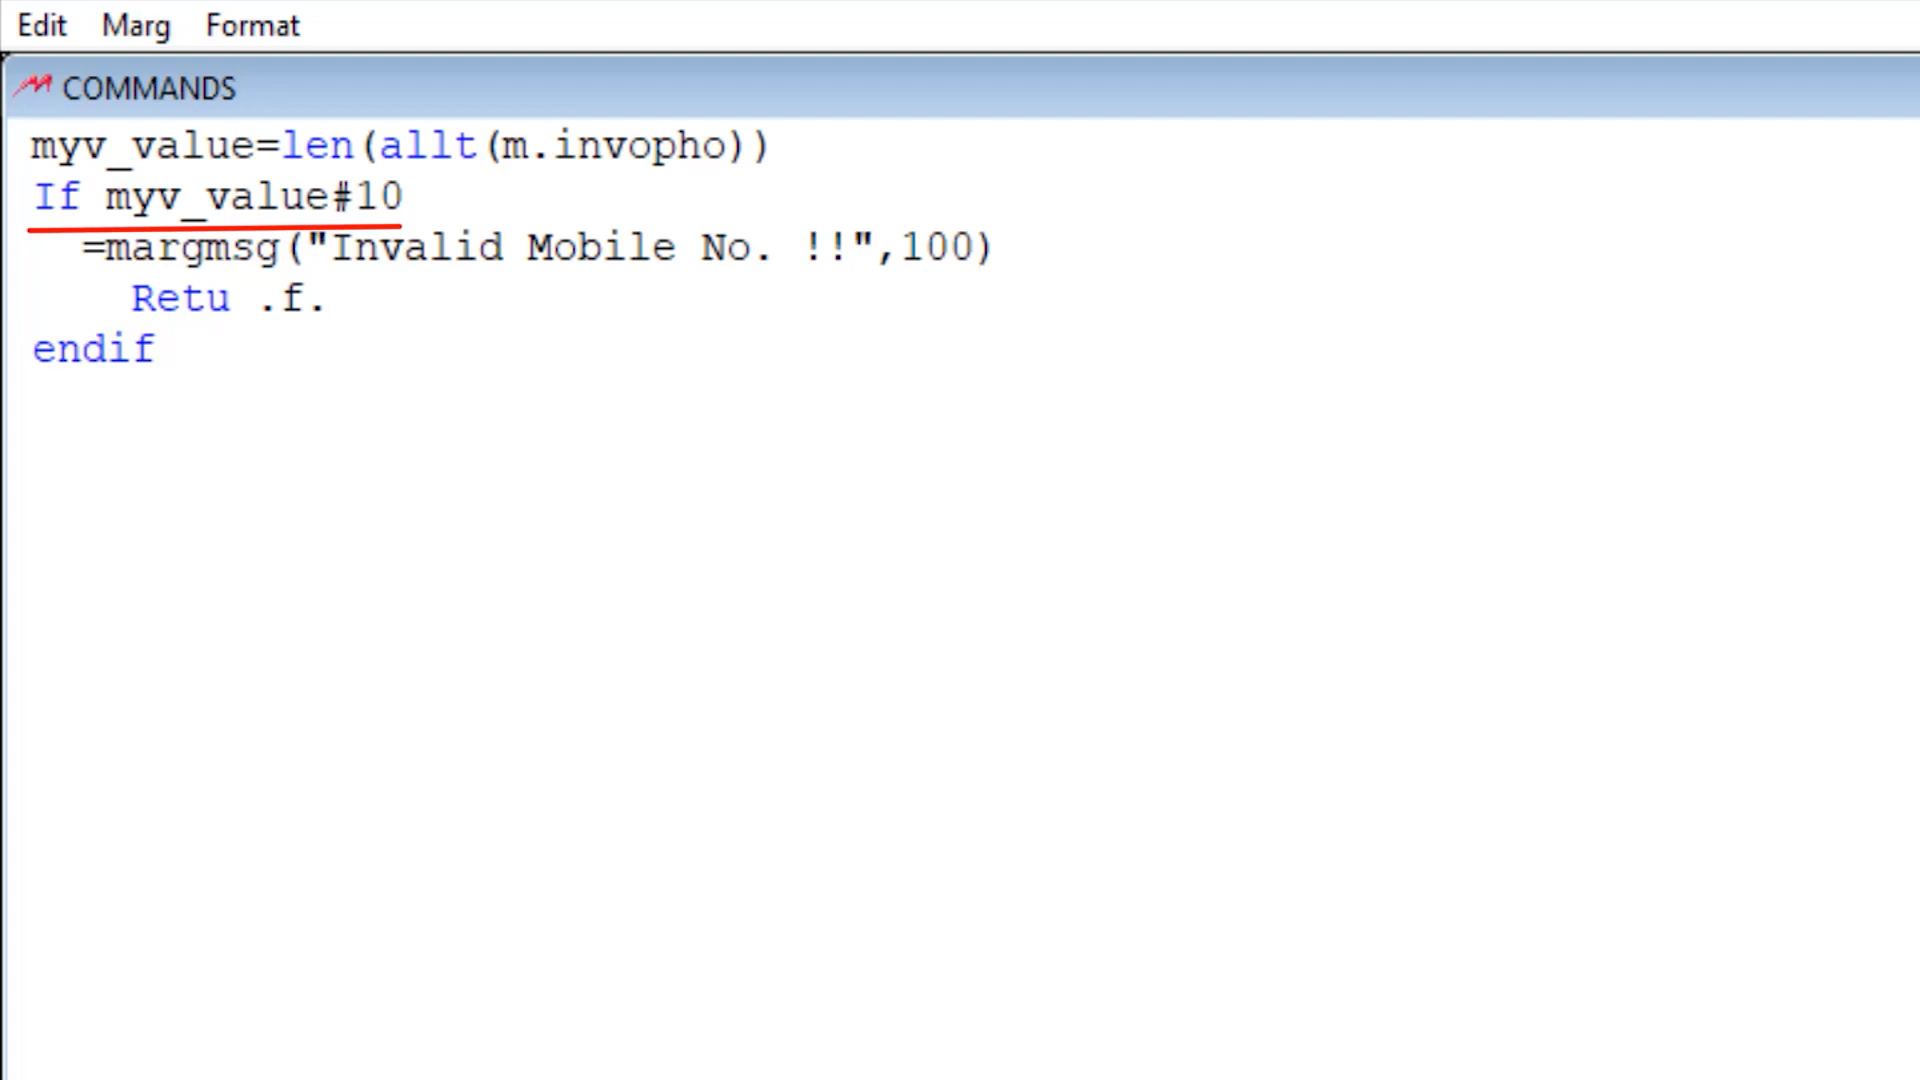 Edit Marg Format
COMMANDS
myv_value=len(allt(m.invopho))
If myv_value#10
=margmsg("Invalid Mobile No. !!",100)
Retu .f.
endif